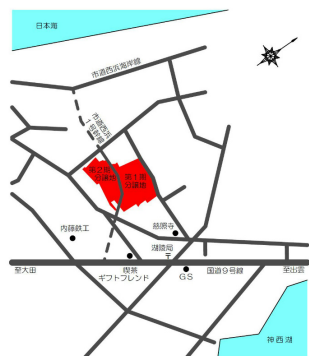 日本海
市道西浜海岸線
市道西浜
1号幹線
第2期
分譲地
第1期
分譲地
慈照寺
内藤鉄工
湖陵局
〒
喫茶
ギフトフレンド
GS
国道9号線
至大田
至出雲
神西湖